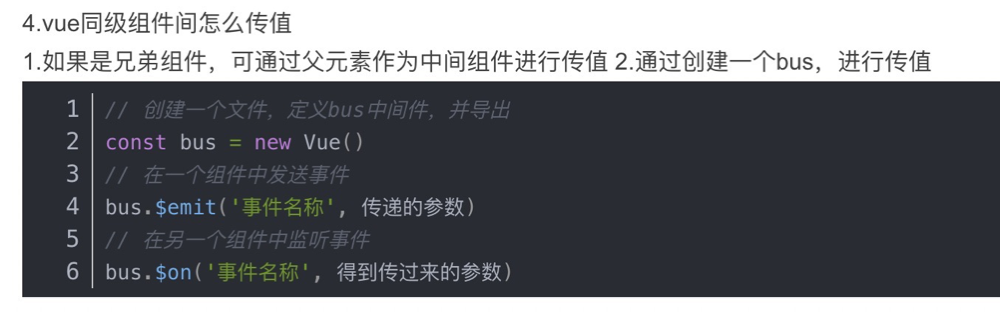 4.vue同级组件间怎么传值
1.如果是兄弟组件，可通过父元素作为中间组件进行传值 2.通过创建一个bus，进行传值
1 // 创建一个文件，定义bus中间件，并导出
2 const bus = new Vue()
3 // 在一个组件中发送事件
4 bus.$emit('事件名称', 传递的参数)
5 // 在另一个组件中监听事件
6 bus.$on('事件名称', 得到传过来的参数)